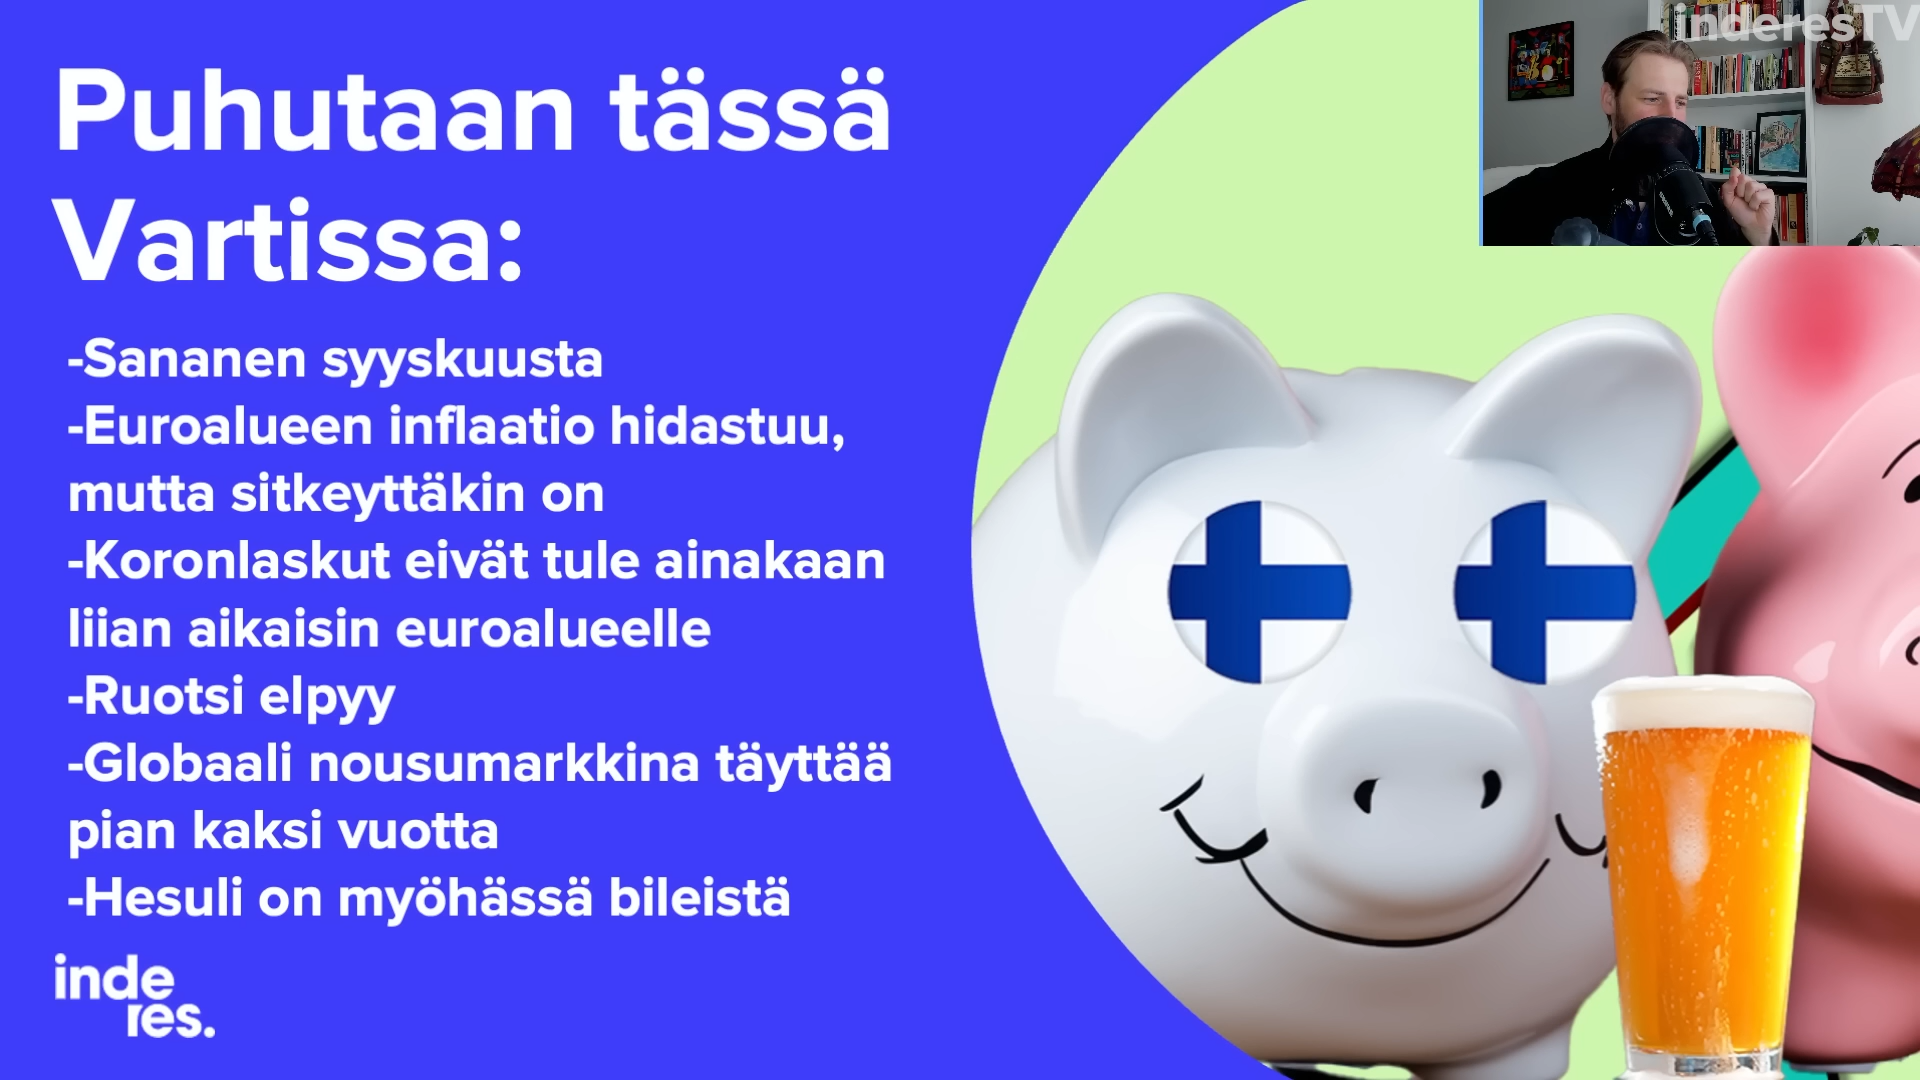 inderesTV
Puhutaan tässä
Vartissa:
-Sananen syyskuusta
-Euroalueen inflaatio hidastuu,
mutta sitkeyttäkin on
-Koronlaskut eivät tule ainakaan
liian aikaisin euroalueelle
-Ruotsi elpyy
-Globaali nousumarkkina täyttää
pian kaksi vuotta
-Hesuli on myöhässä bileistä
inde
res.